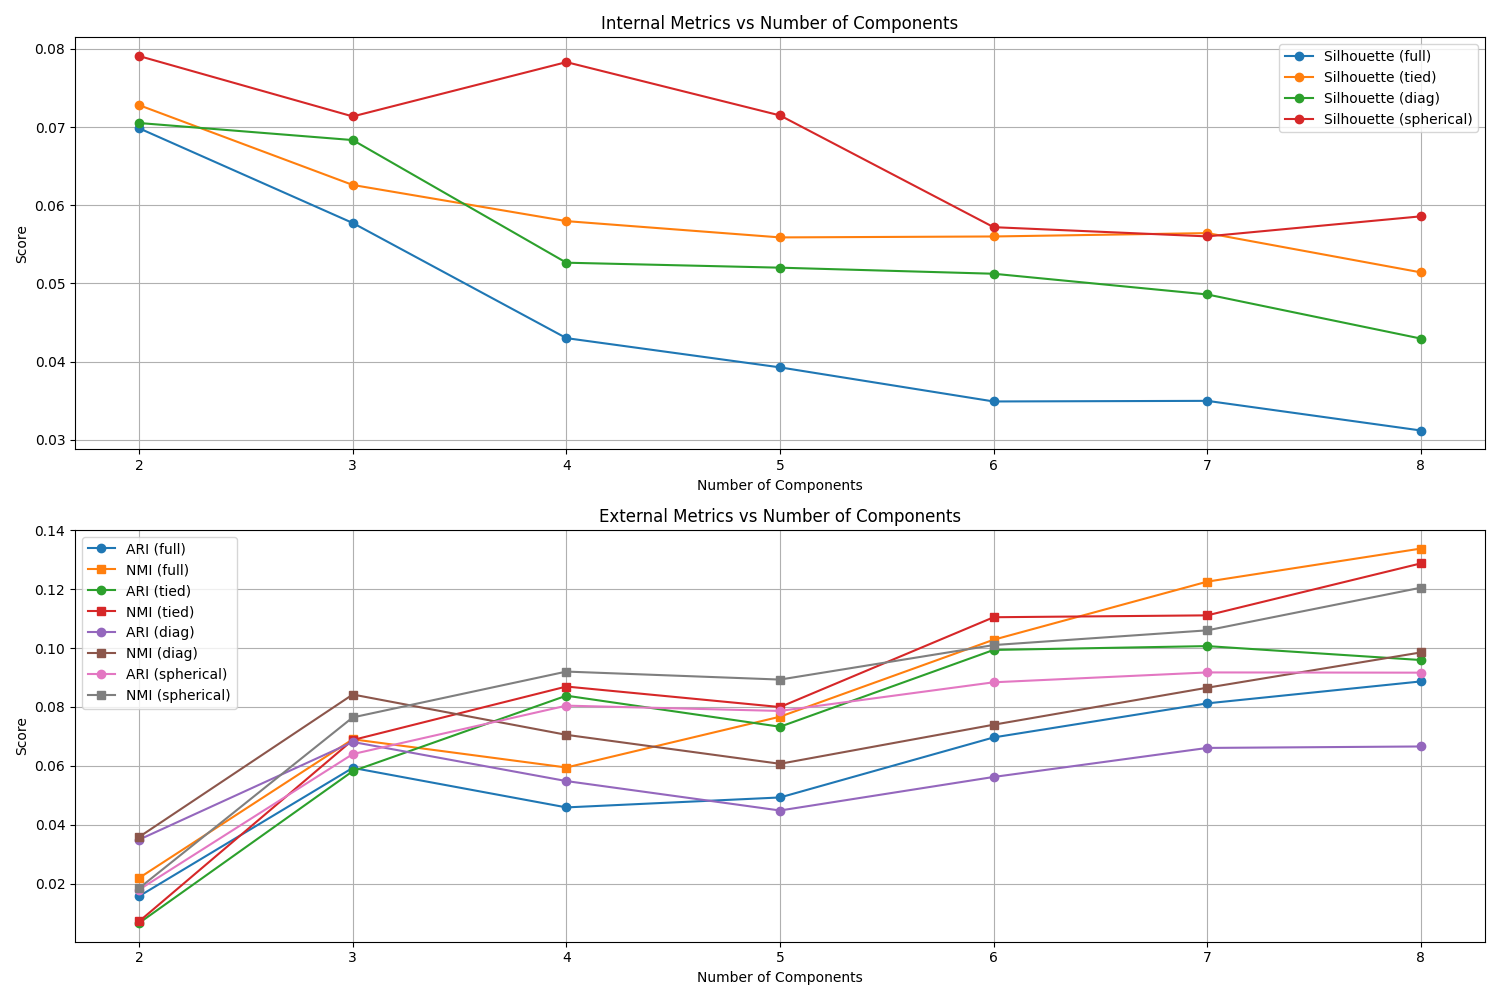 Internal Metrics vs Number of Components
Score
0.08
0.07
0.06
0.05
0.04
0.03
Silhouette (full)
Silhouette (tied)
Silhouette (diag)
Silhouette (spherical)
2 3 4 5 6 7 8
Number of Components
External Metrics vs Number of Components
Score
0.14
0.12
0.10
0.08
0.06
0.04
0.02
ARI (full)
NMI (full)
ARI (tied)
NMI (tied)
ARI (diag)
NMI (diag)
ARI (spherical)
NMI (spherical)
2 3 4 5 6 7 8
Number of Components